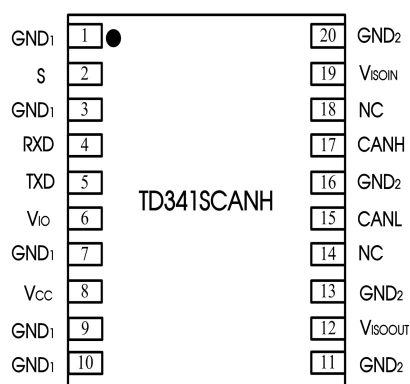 GND1 1 20 GND2
S 2 19 VISOIN
GND1 3 18 NC
RXD 4 17 CANH
TXD 5 16 GND2
TD341SCANH
VIO 6 15 CANL
GND1 7 14 NC
VCC 8 13 GND2
GND1 9 12 VISOOUT
GND1 10 11 GND2